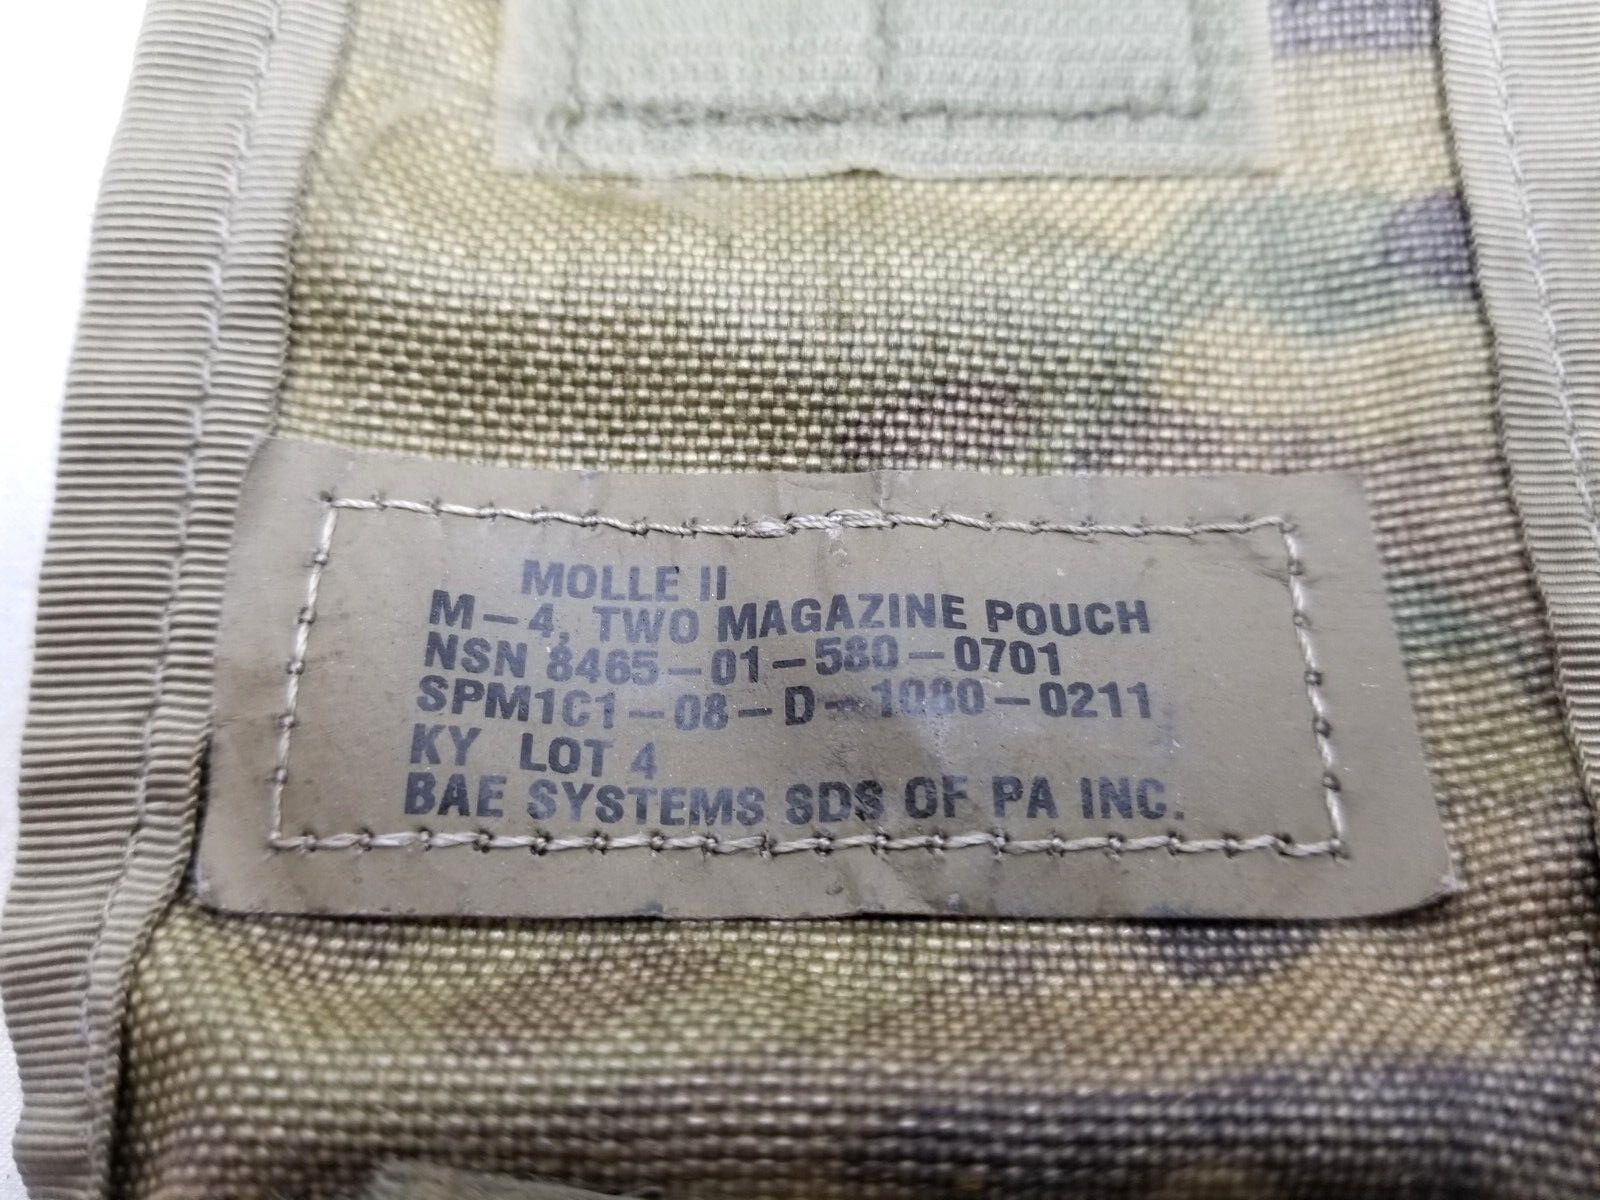 MOLLE II
M-4, TWO MAGAZINE POUCH
NSN 8465-01-580-0701
SPM1C1-08-D-1080-0211
KY LOT 4
BAE SYSTEMS SDS OF PA INC.